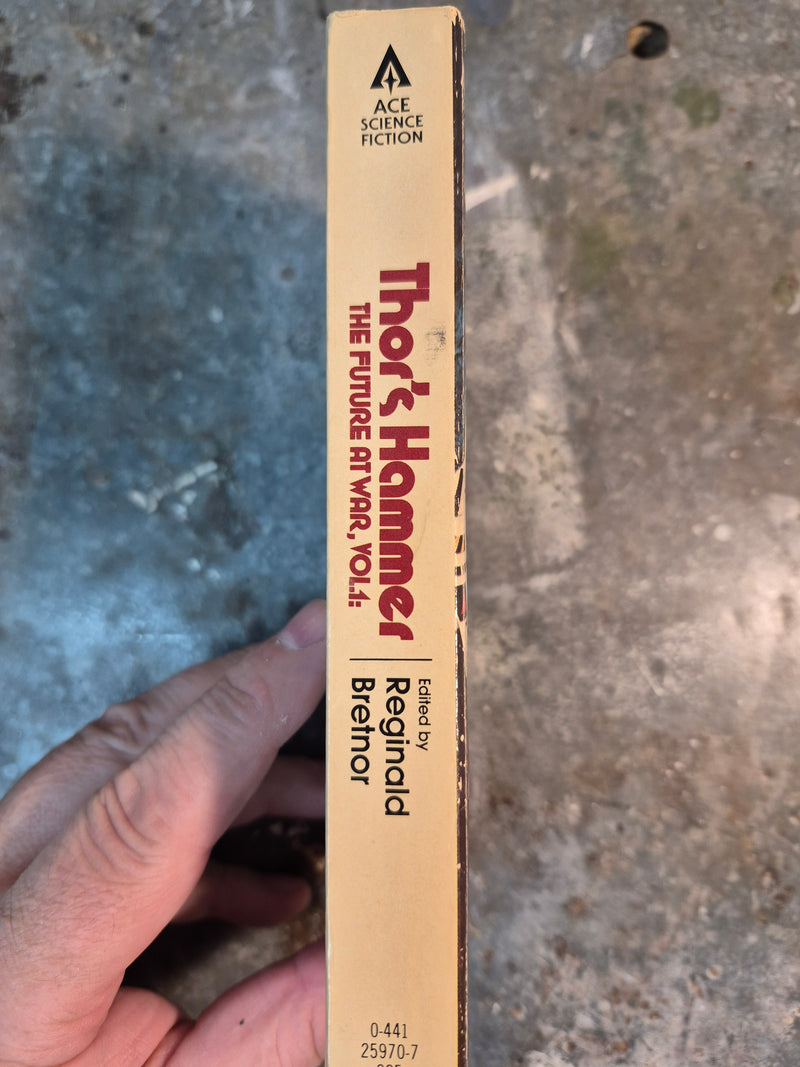 ACE
SCIENCE
FICTION
Thor's Hammer
THE FUTURE AT WAR, VOL.1:
Edited by
Reginald
Bretnor
0-441
25970-7